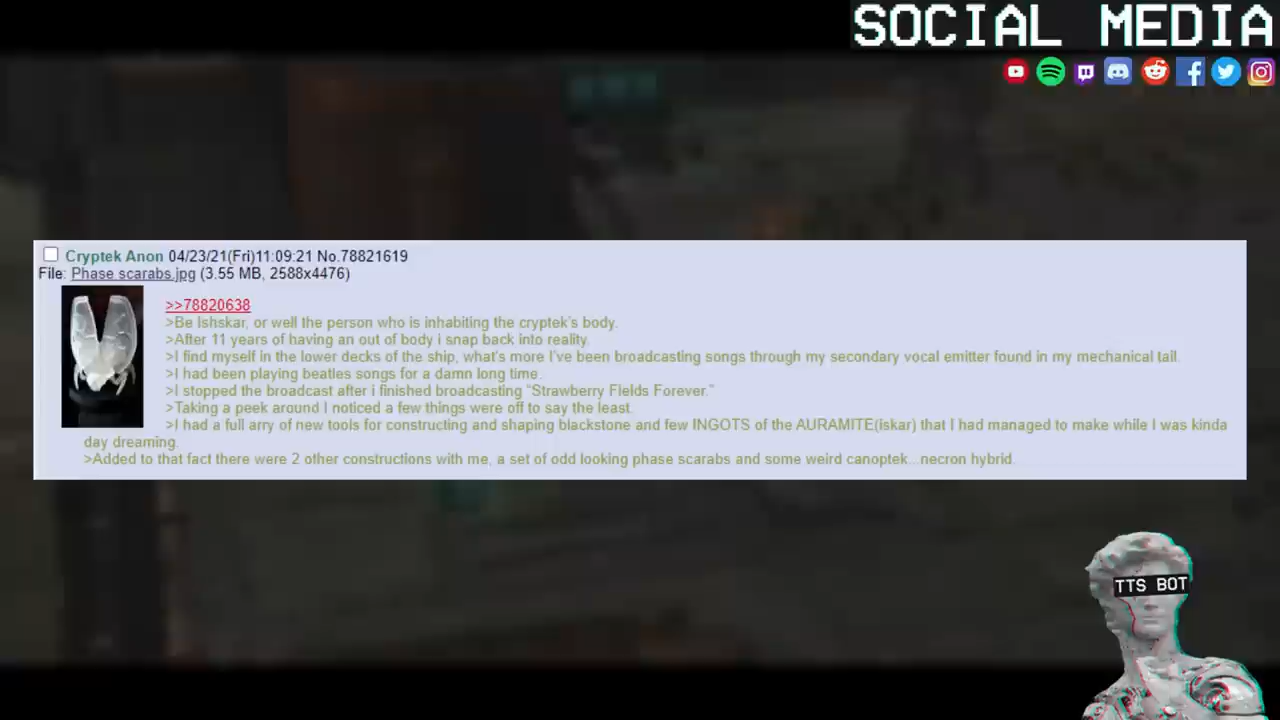 SOCIAL MEDIA
Cryptek Anon 04/23/21(Fri)11:09:21 No.78821619
File: Phase scarabs.jpg (3.55 MB, 2588x4476)
>>78820638
>Be Ishskar, or well the person who is inhabiting the cryptek's body.
>After 11 years of having an out of body i snap back into reality.
>I find myself in the lower decks of the ship, what's more I've been broadcasting songs through my secondary vocal emitter found in my mechanical tail.
>I had been playing beatles songs for a damn long time.
>I stopped the broadcast after i finished broadcasting “Strawberry Fields Forever.”
>Taking a peek around I noticed a few things were off to say the least.
>I had a full arry of new tools for constructing and shaping blackstone and few INGOTS of the AURAMITE(iskar) that I had managed to make while I was kinda
day dreaming.
>Added to that fact there were 2 other constructions with me, a set of odd looking phase scarabs and some weird canoptek...necron hybrid.
TTS BOT